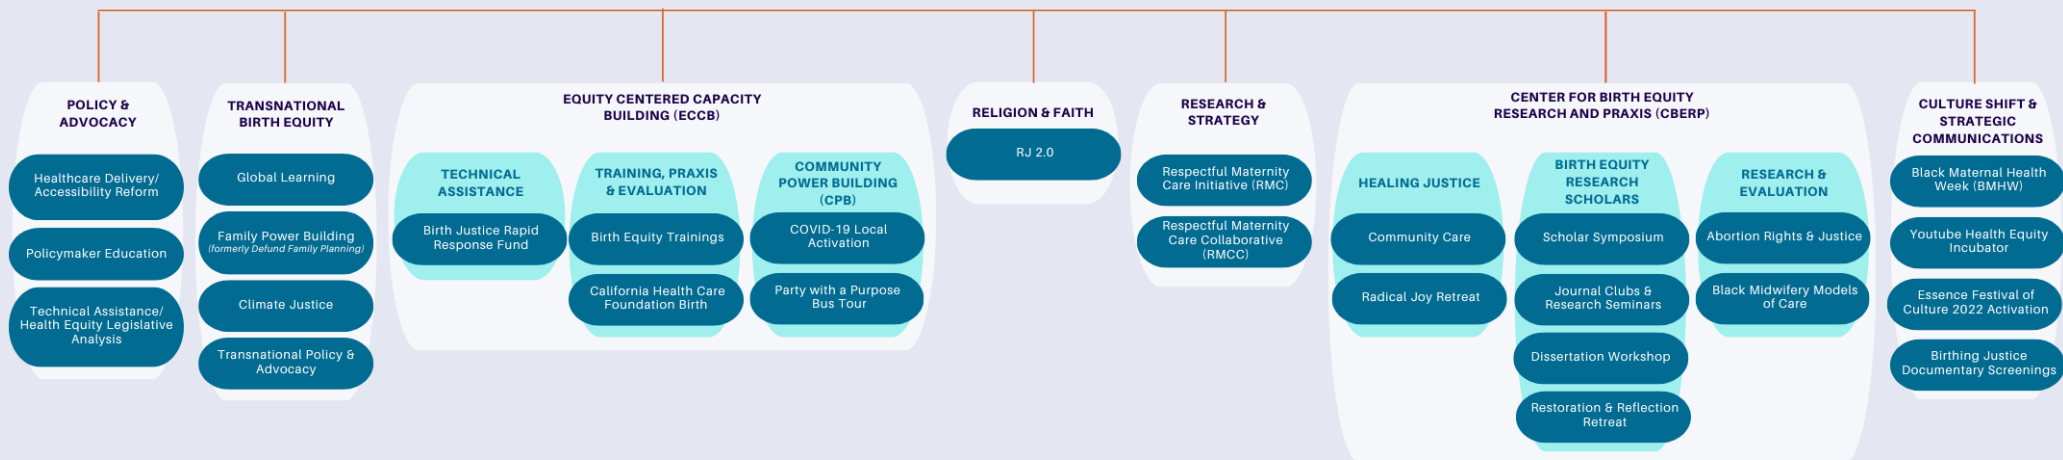 POLICY &
ADVOCACY
Healthcare Delivery/
Accessibility Reform
Policymaker Education
Technical Assistance/
Health Equity Legislative
Analysis
TRANSNATIONAL
BIRTH EQUITY
Global Learning
Family Power Building
(formerly Defund Family Planning)
Climate Justice
Transnational Policy &
Advocacy
EQUITY CENTERED CAPACITY
BUILDING (ECCB)
TECHNICAL
ASSISTANCE
Birth Justice Rapid
Response Fund
TRAINING, PRAXIS
& EVALUATION
Birth Equity Trainings
California Health Care
Foundation Birth
COMMUNITY
POWER BUILDING
(CPB)
COVID-19 Local
Activation
Party with a Purpose
Bus Tour
RELIGION & FAITH
RJ 2.0
RESEARCH &
STRATEGY
Respectful Maternity
Care Initiative (RMC)
Respectful Maternity
Care Collaborative
(RMCC)
CENTER FOR BIRTH EQUITY
RESEARCH AND PRAXIS (CBERP)
HEALING JUSTICE
Community Care
Radical Joy Retreat
BIRTH EQUITY
RESEARCH
SCHOLARS
Scholar Symposium
Journal Clubs &
Research Seminars
Dissertation Workshop
Restoration & Reflection
Retreat
RESEARCH &
EVALUATION
Abortion Rights & Justice
Black Midwifery Models
of Care
CULTURE SHIFT &
STRATEGIC
COMMUNICATIONS
Black Maternal Health
Week (BMHW)
Youtube Health Equity
Incubator
Essence Festival of
Culture 2022 Activation
Birthing Justice
Documentary Screenings